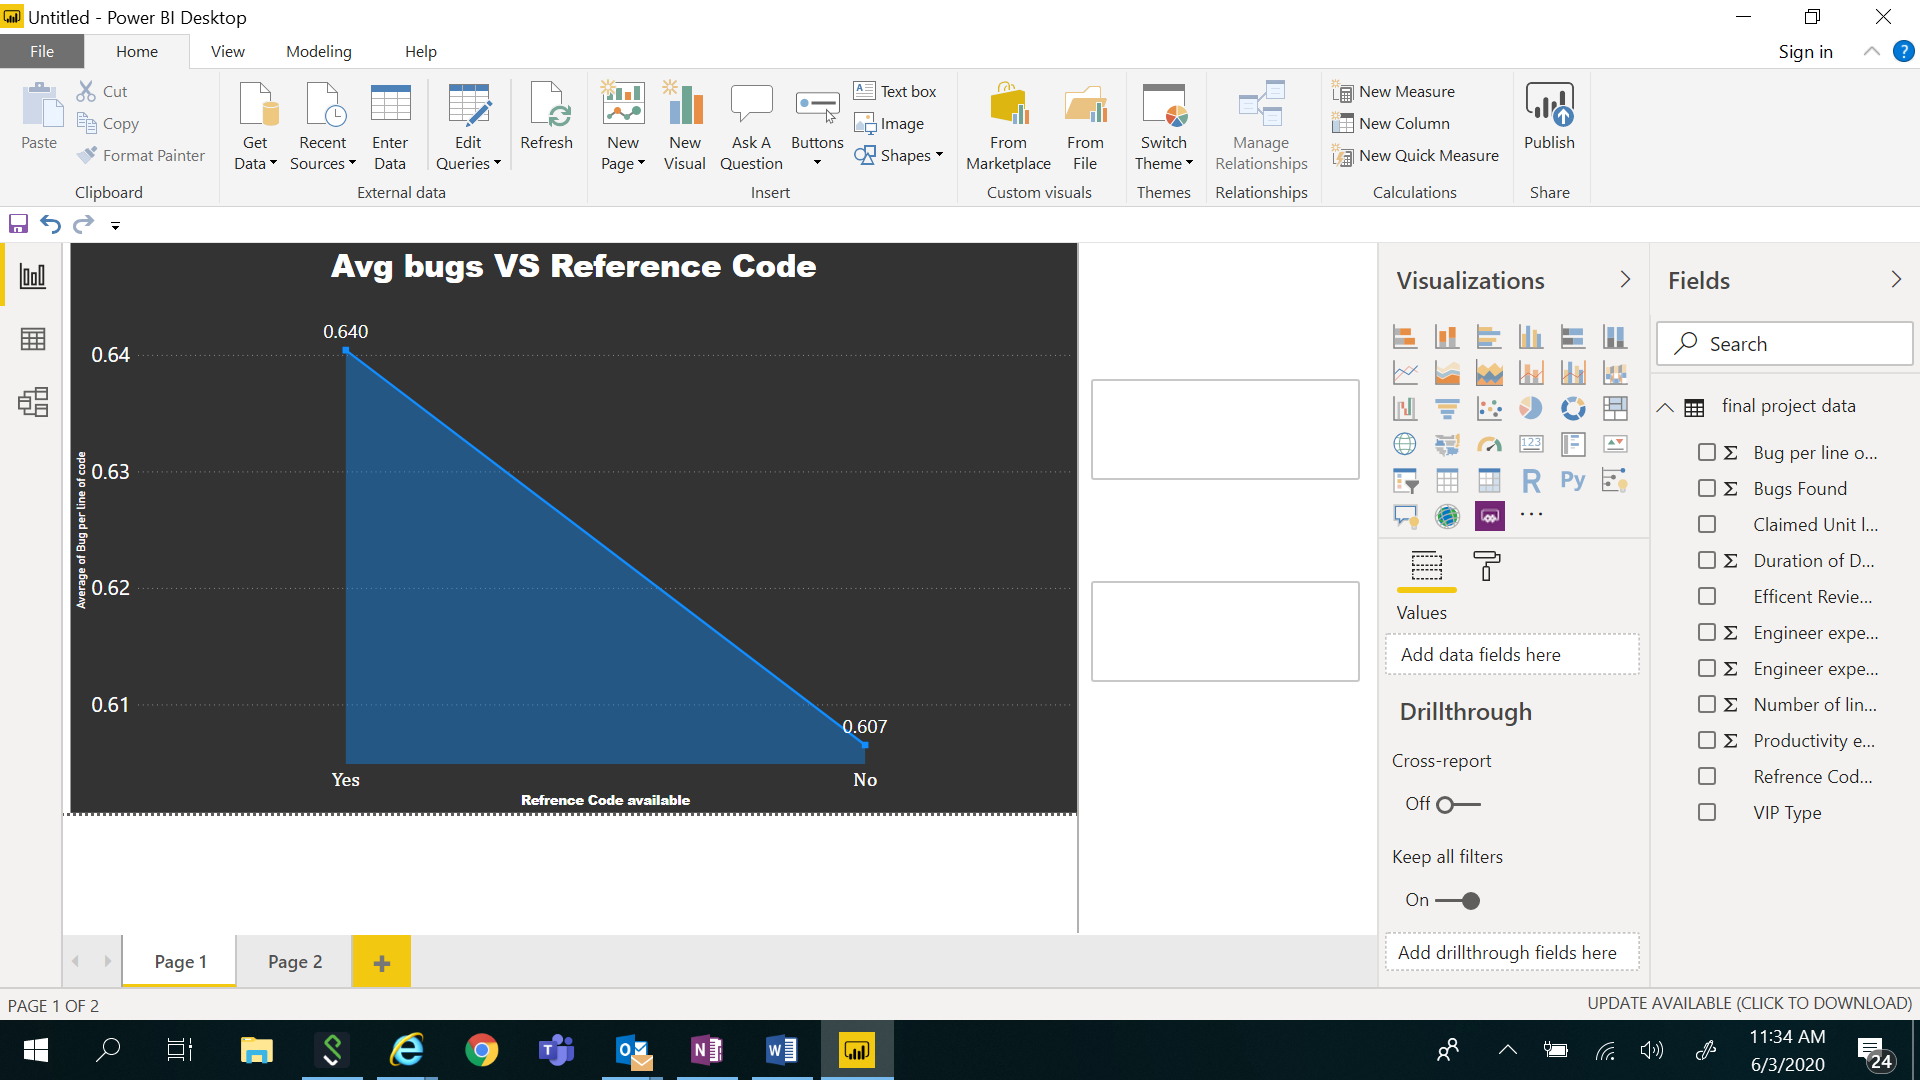 Untitled - Power BI Desktop
File Home View Modeling Help Sign in
Paste
Cut
Copy
Format Painter
Clipboard
Get Data
Recent Sources
Enter Data
Edit Queries
Refresh
External data
New Page
New Visual
Ask A Question
Buttons
Text box
Image
Shapes
Insert
From Marketplace
From File
Custom visuals
Switch Theme
Themes
Manage Relationships
Relationships
New Measure
New Column
New Quick Measure
Calculations
Publish
Share
Avg bugs VS Reference Code
0.640
0.64
0.63
0.62
0.61
Average of Bug per line of code
0.607
Yes
No
Refrence Code available
Visualizations
123
R
Py
Values
Add data fields here
Drillthrough
Cross-report
Off
Keep all filters
On
Add drillthrough fields here
Fields
Search
final project data
Σ Bug per line o...
Σ Bugs Found
Claimed Unit l...
Σ Duration of D...
Efficent Revie...
Σ Engineer expe...
Σ Engineer expe...
Σ Number of lin...
Σ Productivity e...
Refrence Cod...
VIP Type
Page 1
Page 2
PAGE 1 OF 2
UPDATE AVAILABLE (CLICK TO DOWNLOAD)
11:34 AM
6/3/2020
24